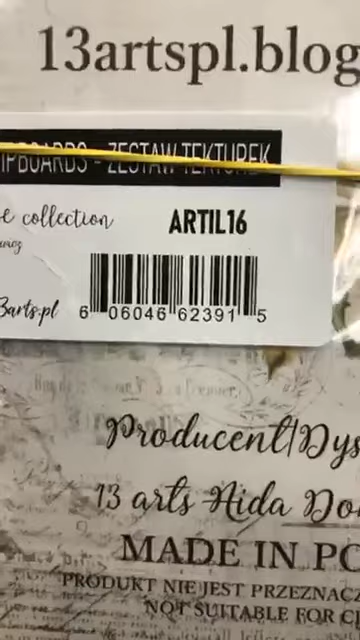 13artspl.blog
IPBOARDS - ZESTAW TEKTUREK
e collection
ARTIL16
3arts.pl
6 06046 62391 5
Producent|Dys
13 arts Aida Do
MADE IN PO
PRODUKT NIE JEST PRZEZNACZ
NOT SUITABLE FOR C